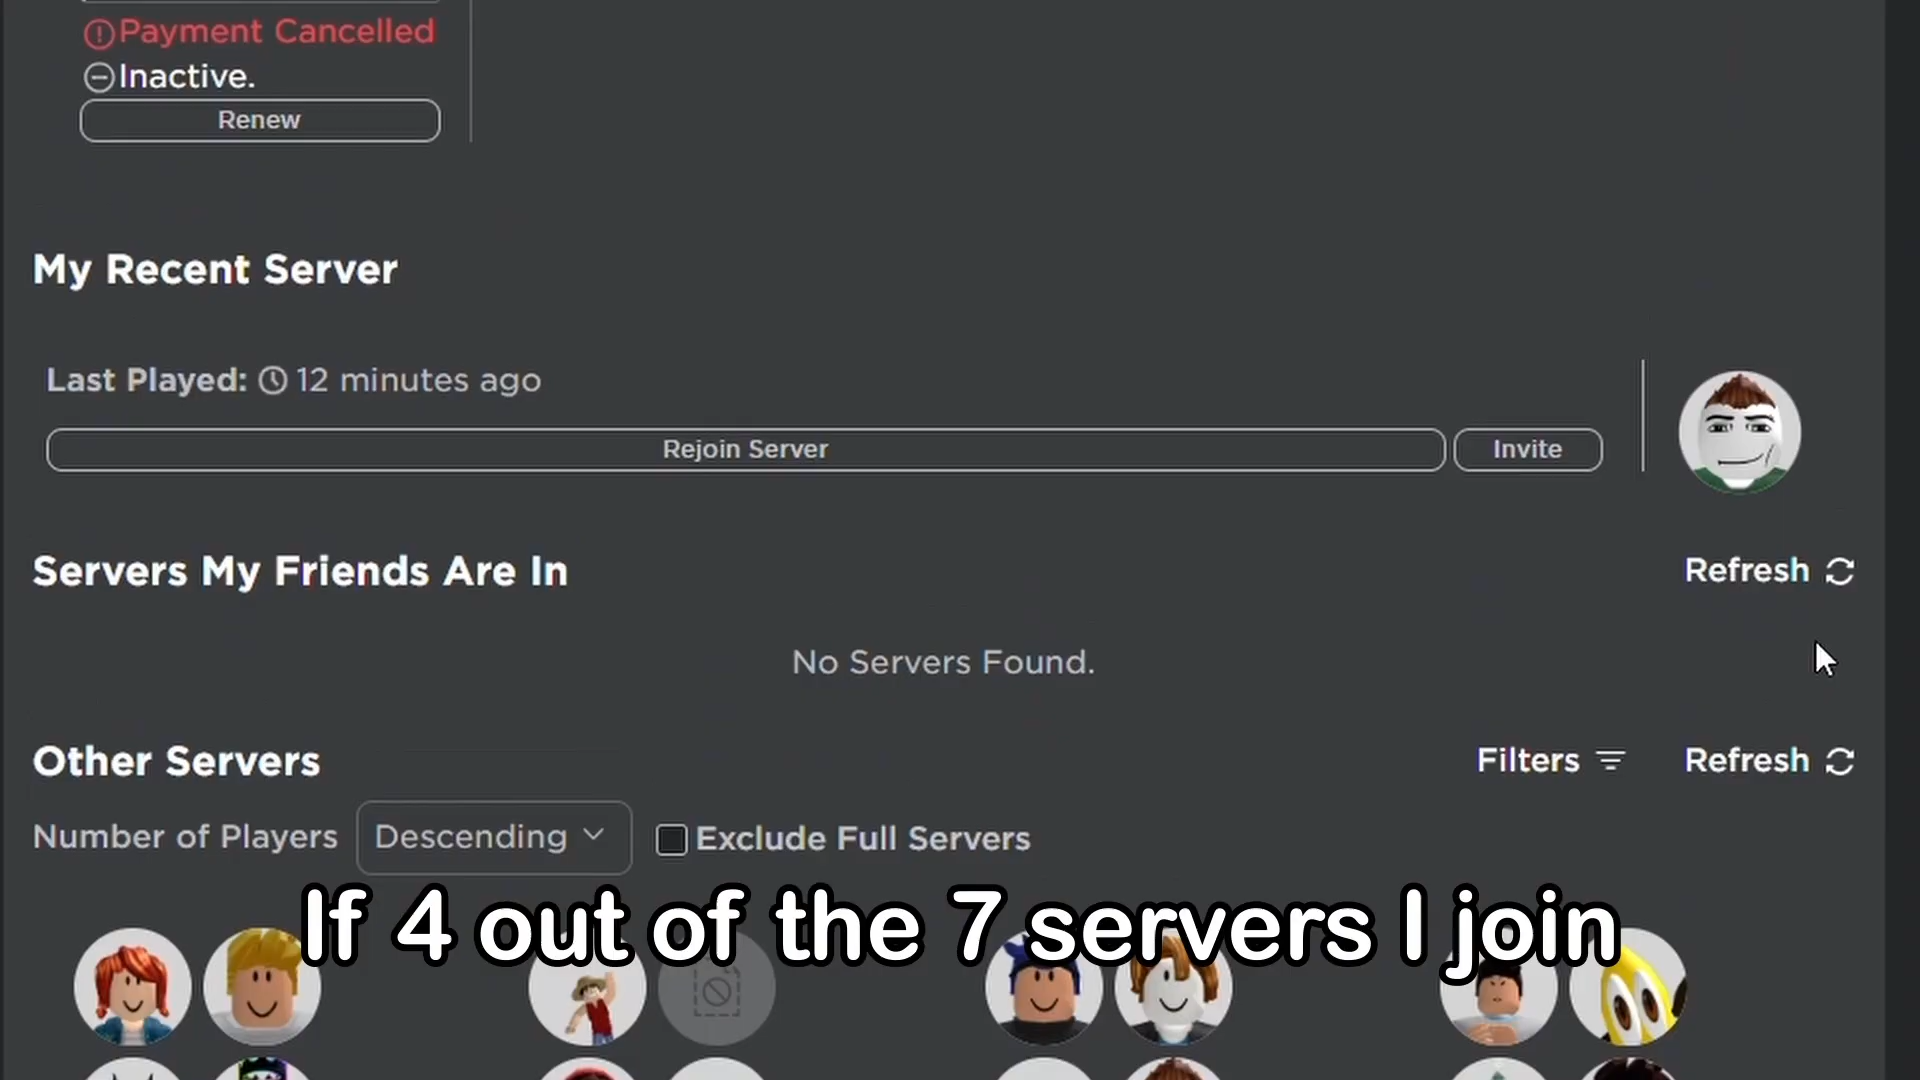 Payment Cancelled
Inactive.
Renew
My Recent Server
Last Played: 12 minutes ago
Rejoin Server
Invite
Servers My Friends Are In
Refresh
No Servers Found.
Other Servers
Filters
Refresh
Number of Players
Descending
Exclude Full Servers
If 4 out of the 7 servers I join